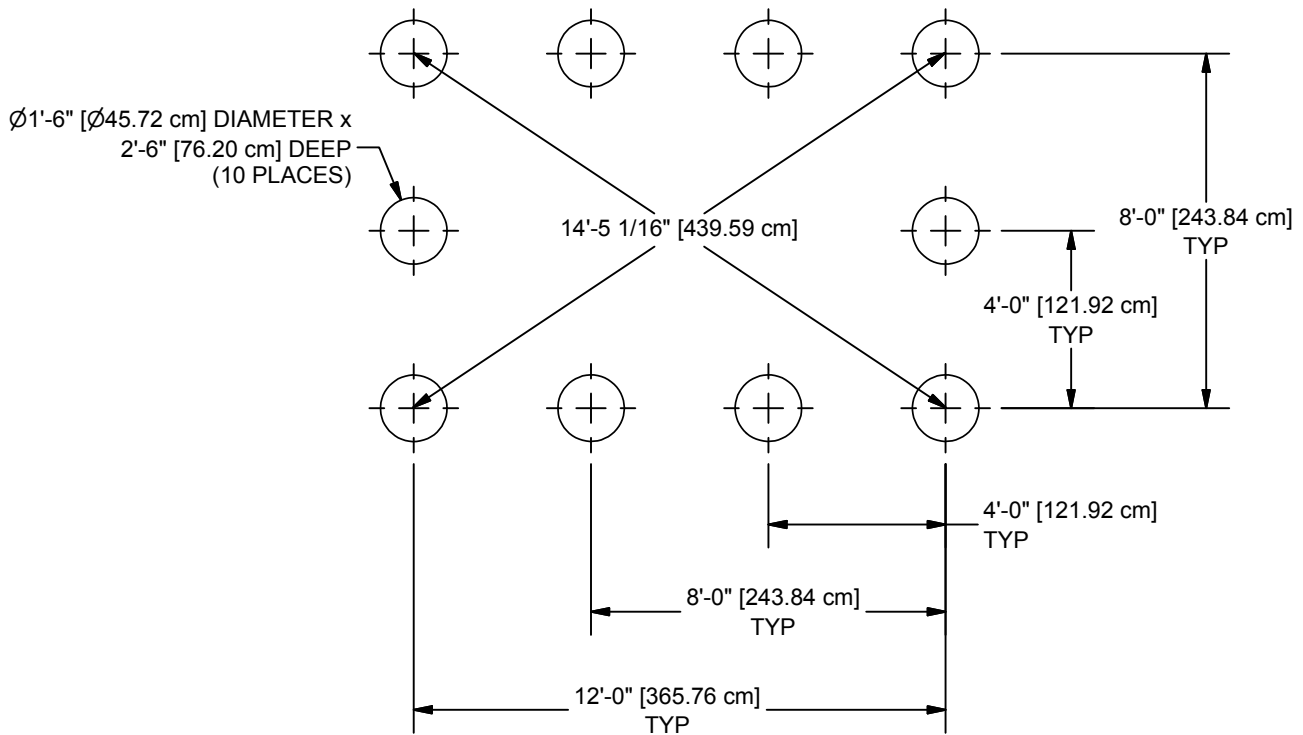 Ø1'-6" [Ø45.72 cm] DIAMETER x
2'-6" [76.20 cm] DEEP
(10 PLACES)
14'-5 1/16" [439.59 cm]
8'-0" [243.84 cm]
TYP
4'-0" [121.92 cm]
TYP
4'-0" [121.92 cm]
TYP
8'-0" [243.84 cm]
TYP
12'-0" [365.76 cm]
TYP